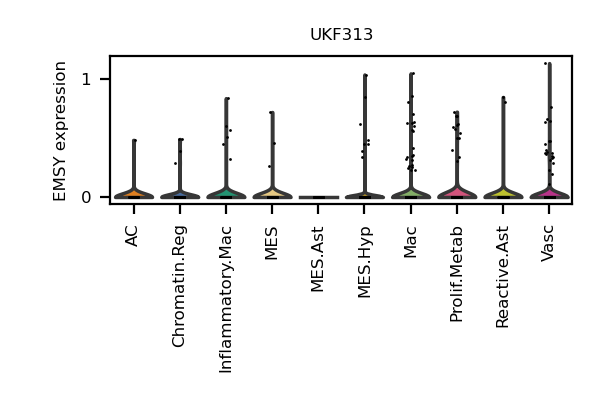 UKF313
EMSY expression
1
0
AC
Chromatin.Reg
Inflammatory.Mac
MES
MES.Ast
MES.Hyp
Mac
Prolif.Metab
Reactive.Ast
Vasc